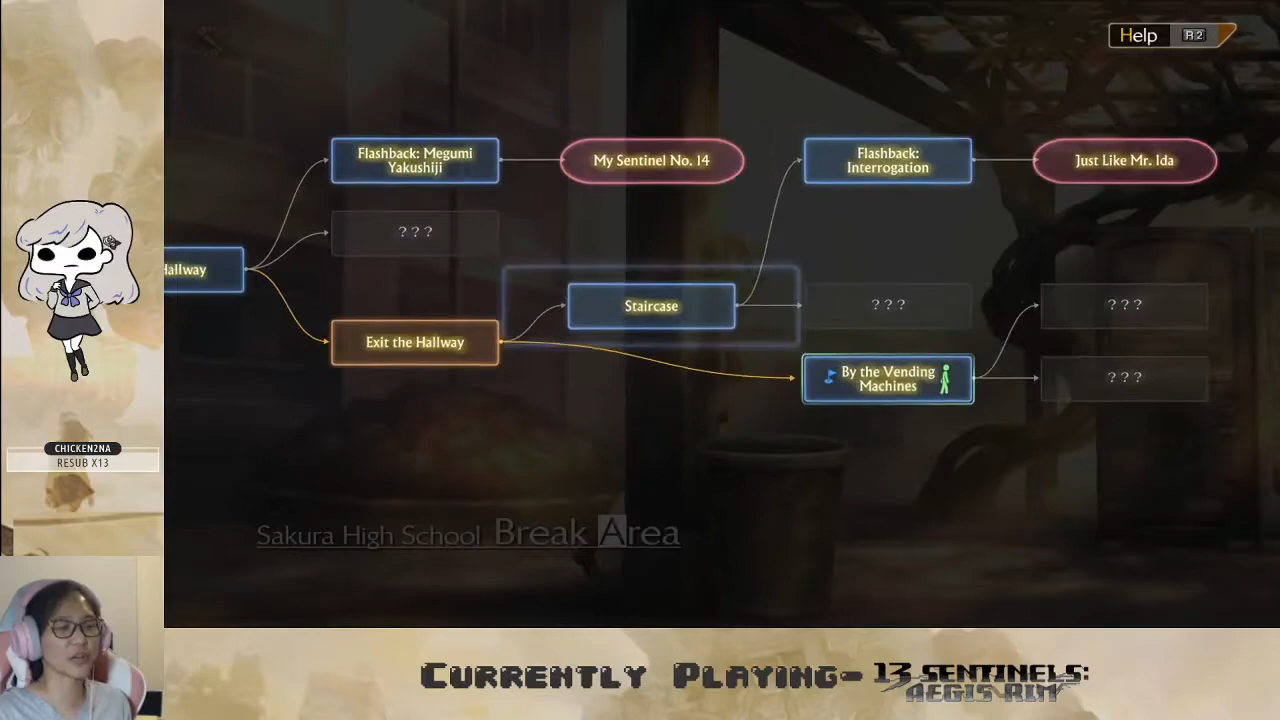 Help R2
Flashback: Megumi
Yakushiji
My Sentinel No. 14
Flashback:
Interrogation
Just Like Mr. Ida
???
Hallway
Staircase
???
???
Exit the Hallway
By the Vending
Machines
???
CHICKEN2NA
RESUB X13
Sakura High School Break Area
CURRENTLY PLAYING- 13 SENTINELS:
AEGIS RIM